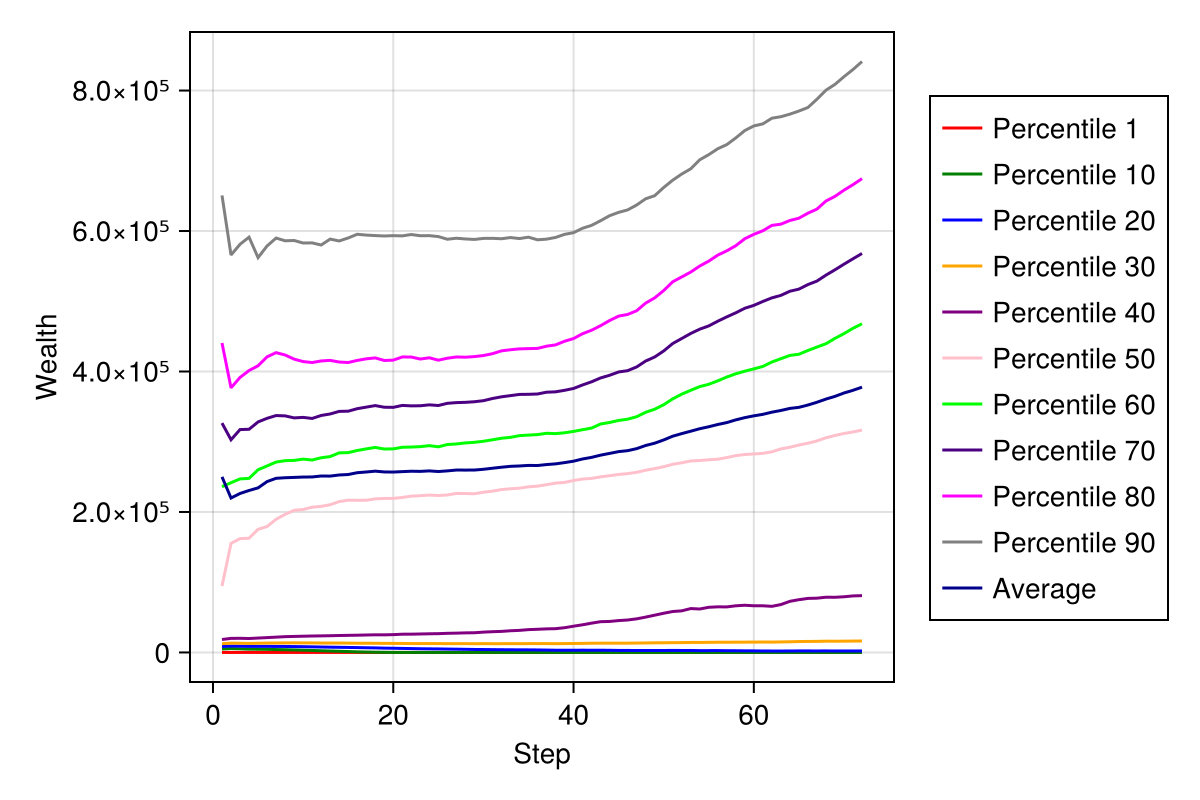 8.0×10⁵
6.0×10⁵
4.0×10⁵
2.0×10⁵
0
Wealth
0 20 40 60
Step
Percentile 1
Percentile 10
Percentile 20
Percentile 30
Percentile 40
Percentile 50
Percentile 60
Percentile 70
Percentile 80
Percentile 90
Average